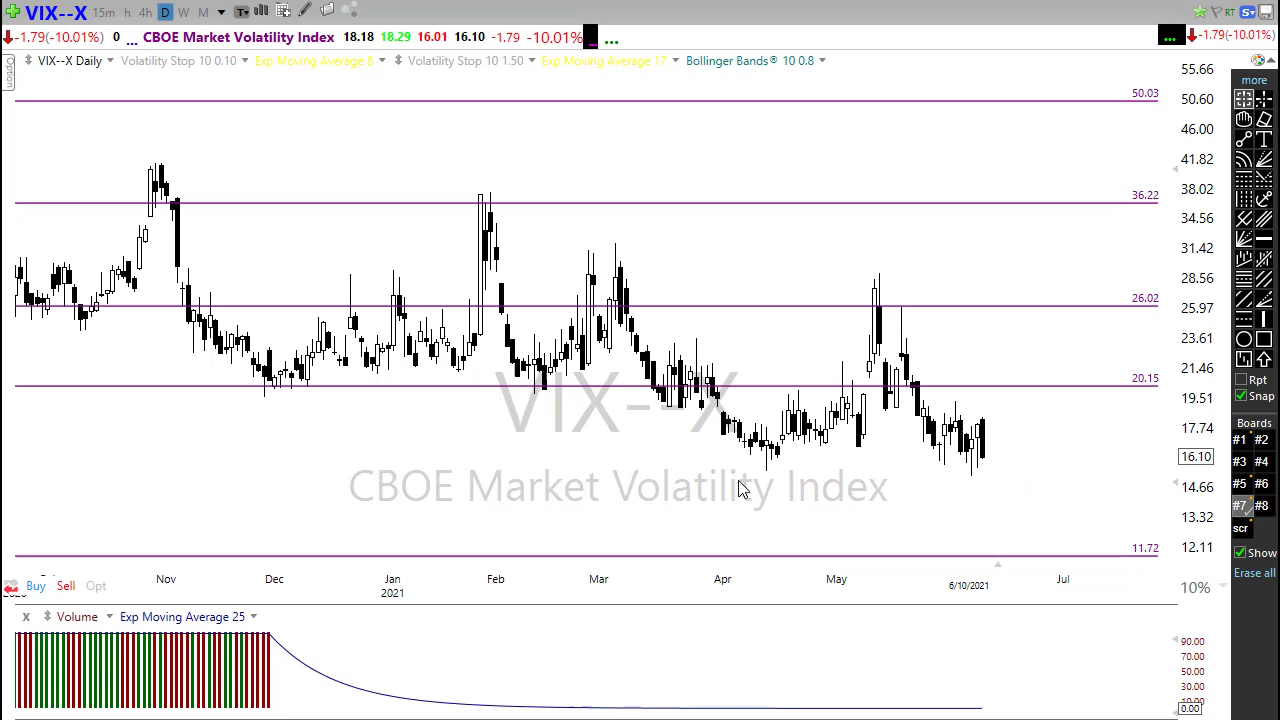 VIX--X 15m h 4h D W M T RT S
-1.79(-10.01%) 0 ... CBOE Market Volatility Index 18.18 18.29 16.01 16.10 -1.79 -10.01% ... ... -1.79(-10.01%)
Option
VIX--X Daily Volatility Stop 10 0.10 Exp Moving Average 8 Volatility Stop 10 1.50 Exp Moving Average 17 Bollinger Bands® 10 0.8
55.66
more
50.03
50.60
46.00
41.82
36.22
38.02
34.56
31.42
28.56
26.02
25.97
23.61
21.46
20.15
Rpt
Snap
19.51
Boards
17.74
#1 #2
16.10
#3 #4
14.66
#5 #6
#7 #8
13.32
scr
12.11
11.72
Show
Erase all
VIX--X
CBOE Market Volatility Index
Nov Dec Jan Feb Mar Apr May 6/10/2021 Jul
2021
Buy Sell Opt
10%
x Volume Exp Moving Average 25
90.00
70.00
50.00
30.00
0.00